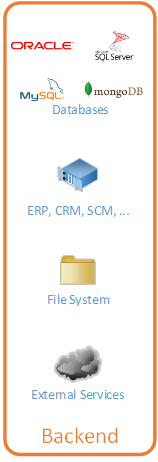 ORACLE
Microsoft
SQL Server
MySQL
mongoDB
Databases
ERP, CRM, SCM, ...
File System
External Services
Backend